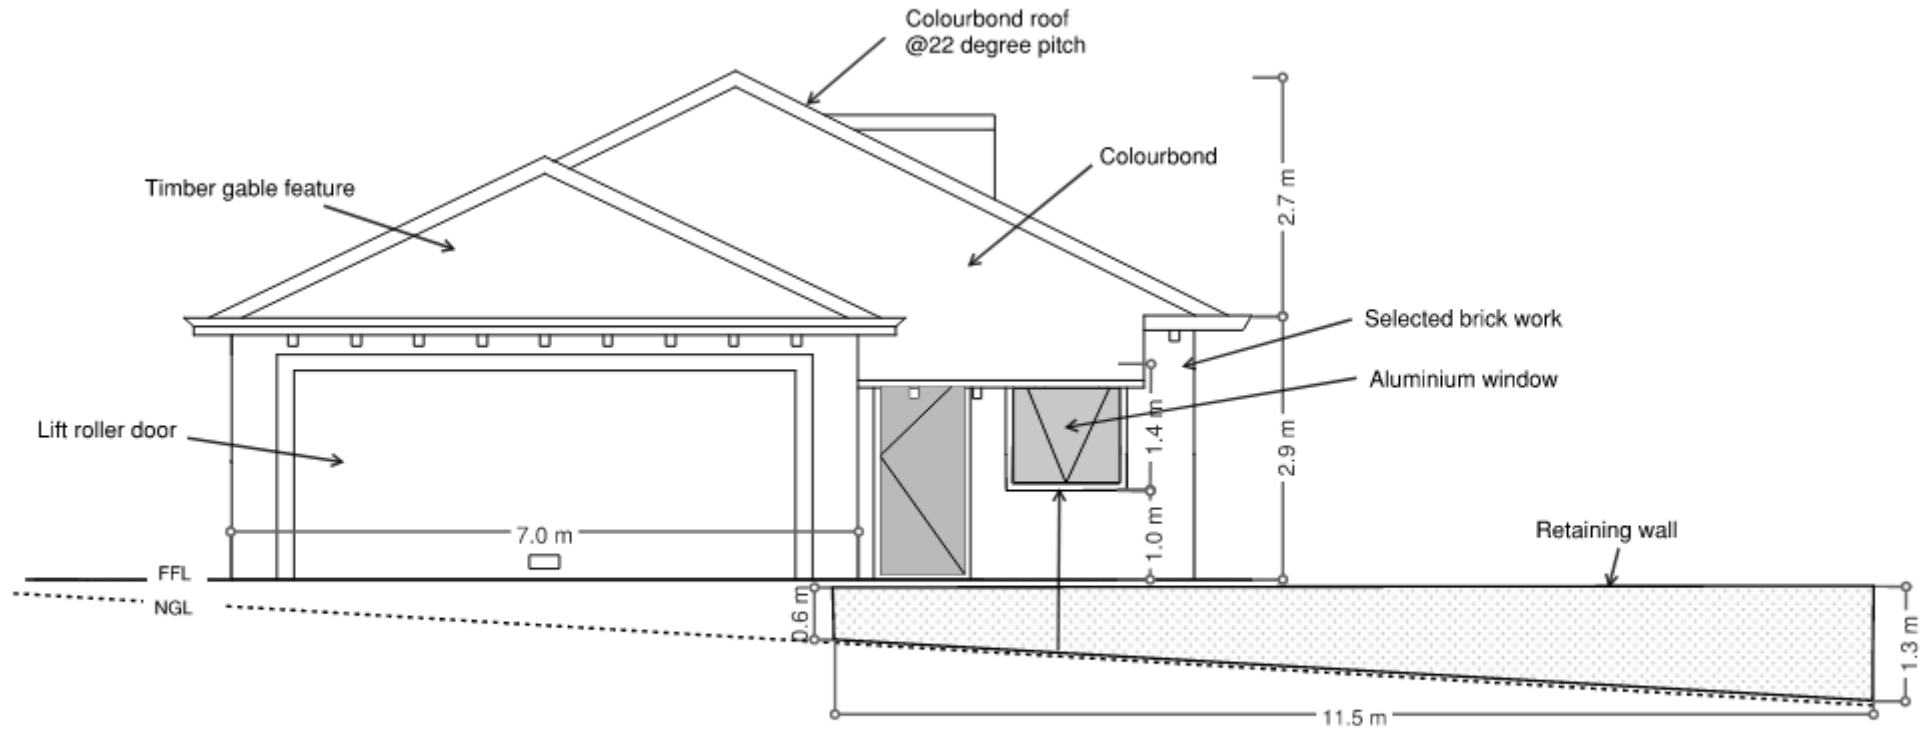 Colourbond roof
@22 degree pitch
Colourbond
Timber gable feature
2.7 m
Selected brick work
Aluminium window
1.4 m
Lift roller door
2.9 m
7.0 m
1.0 m
Retaining wall
FFL
NGL
0.6 m
1.3 m
11.5 m